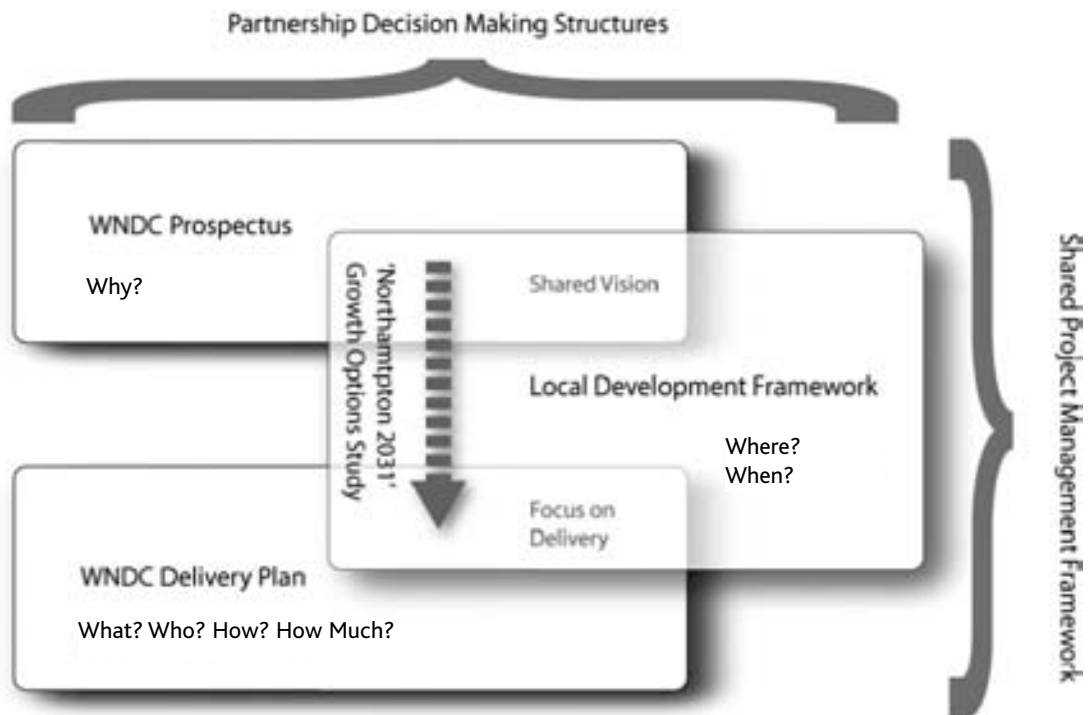 Partnership Decision Making Structures
WNDC Prospectus
Why?
'Northamtpton 2031'
Growth Options Study
Shared Vision
Local Development Framework
Where?
When?
Focus on
Delivery
WNDC Delivery Plan
What? Who? How? How Much?
Shared Project Management Framework